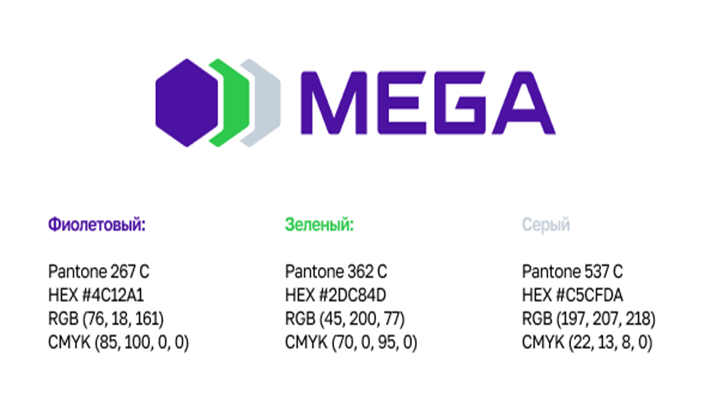 MEGA
Фиолетовый:
Pantone 267 C
HEX #4C12A1
RGB (76, 18, 161)
CMYK (85, 100, 0, 0)
Зеленый:
Pantone 362 C
HEX #2DC84D
RGB (45, 200, 77)
CMYK (70, 0, 95, 0)
Серый
Pantone 537 C
HEX #C5CFDA
RGB (197, 207, 218)
CMYK (22, 13, 8, 0)